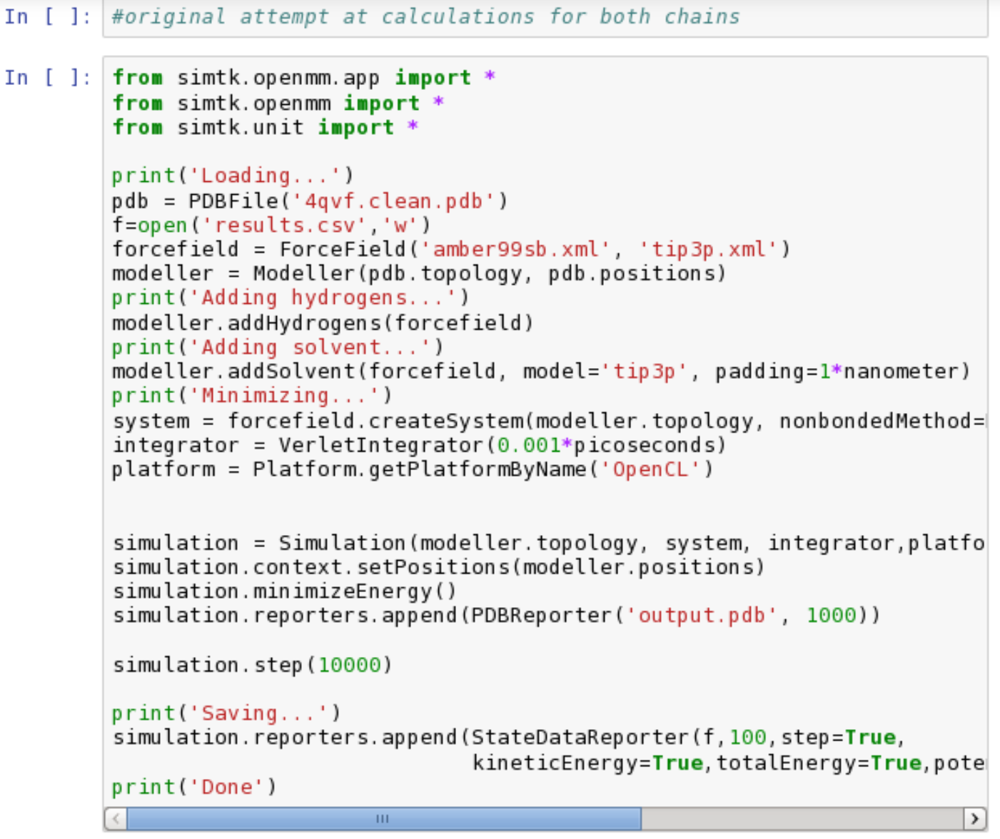 In [ ]: #original attempt at calculations for both chains
In [ ]: from simtk.openmm.app import *
from simtk.openmm import *
from simtk.unit import *
print('Loading...')
pdb = PDBFile('4qvf.clean.pdb')
f=open('results.csv','w')
forcefield = ForceField('amber99sb.xml', 'tip3p.xml')
modeller = Modeller(pdb.topology, pdb.positions)
print('Adding hydrogens...')
modeller.addHydrogens(forcefield)
print('Adding solvent...')
modeller.addSolvent(forcefield, model='tip3p', padding=1*nanometer)
print('Minimizing...')
system = forcefield.createSystem(modeller.topology, nonbondedMethod=
integrator = VerletIntegrator(0.001*picoseconds)
platform = Platform.getPlatformByName('OpenCL')
simulation = Simulation(modeller.topology, system, integrator,platfo
simulation.context.setPositions(modeller.positions)
simulation.minimizeEnergy()
simulation.reporters.append(PDBReporter('output.pdb', 1000))
simulation.step(10000)
print('Saving...')
simulation.reporters.append(StateDataReporter(f,100,step=True,
kineticEnergy=True,totalEnergy=True,pote
print('Done')